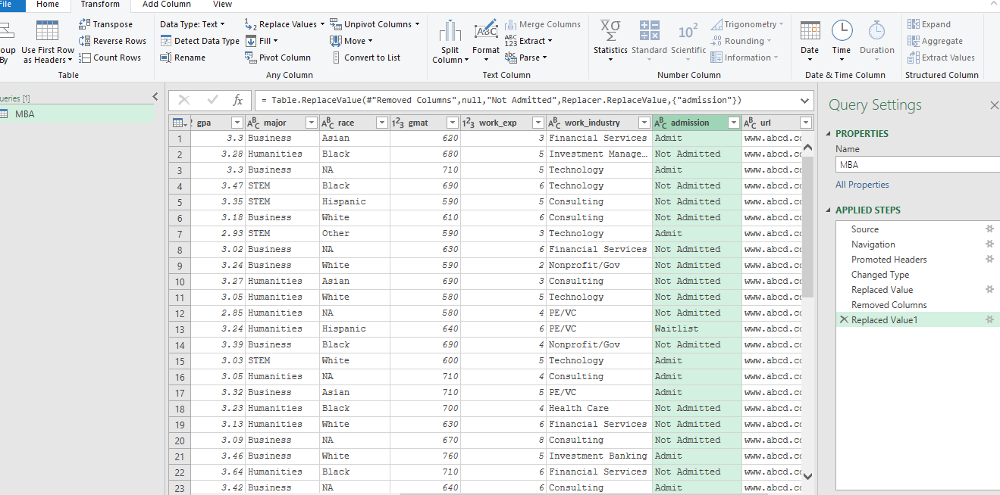 File Home Transform Add Column View
Transpose Data Type: Text Replace Values Unpivot Columns Merge Columns Trigonometry Expand
Reverse Rows Detect Data Type Fill Move Extract Rounding Aggregate
Use First Row as Headers Count Rows Rename Pivot Column Convert to List Split Column Format Parse Statistics Standard Scientific Information Date Time Duration Extract Values
Table Any Column Text Column Number Column Date & Time Column Structured Column
ueries [1]
MBA
fx = Table.ReplaceValue(#"Removed Columns",null,"Not Admitted",Replacer.ReplaceValue,{"admission"})
gpa major race gmat work_exp work_industry admission url
1 3.3 Business Asian 620 3 Financial Services Admit www.abcd.co
2 3.28 Humanities Black 680 5 Investment Manage… Not Admitted www.abcd.co
3 3.3 Business NA 710 5 Technology Admit www.abcd.co
4 3.47 STEM Black 690 6 Technology Not Admitted www.abcd.co
5 3.35 STEM Hispanic 590 5 Consulting Not Admitted www.abcd.co
6 3.18 Business White 610 6 Consulting Not Admitted www.abcd.co
7 2.93 STEM Other 590 3 Technology Admit www.abcd.co
8 3.02 Business NA 630 6 Financial Services Not Admitted www.abcd.co
9 3.24 Business White 590 2 Nonprofit/Gov Not Admitted www.abcd.co
10 3.27 Humanities Asian 690 3 Consulting Not Admitted www.abcd.co
11 3.05 Humanities White 580 5 Technology Not Admitted www.abcd.co
12 2.85 Humanities NA 580 4 PE/VC Not Admitted www.abcd.co
13 3.24 Humanities Hispanic 640 6 PE/VC Waitlist www.abcd.co
14 3.39 Business Black 690 4 Nonprofit/Gov Not Admitted www.abcd.co
15 3.03 STEM White 600 5 Technology Admit www.abcd.co
16 3.05 Humanities NA 710 4 Consulting Admit www.abcd.co
17 3.32 Business Asian 710 5 PE/VC Admit www.abcd.co
18 3.23 Humanities Black 700 4 Health Care Not Admitted www.abcd.co
19 3.13 Humanities White 630 6 Financial Services Not Admitted www.abcd.co
20 3.09 Business NA 670 8 Consulting Not Admitted www.abcd.co
21 3.46 Business White 760 5 Investment Banking Admit www.abcd.co
22 3.64 Humanities Black 710 6 Financial Services Not Admitted www.abcd.co
23 3.42 Business NA 640 6 Consulting Admit www.abcd.co
Query Settings
PROPERTIES
Name
MBA
All Properties
APPLIED STEPS
Source
Navigation
Promoted Headers
Changed Type
Replaced Value
Removed Columns
Replaced Value1